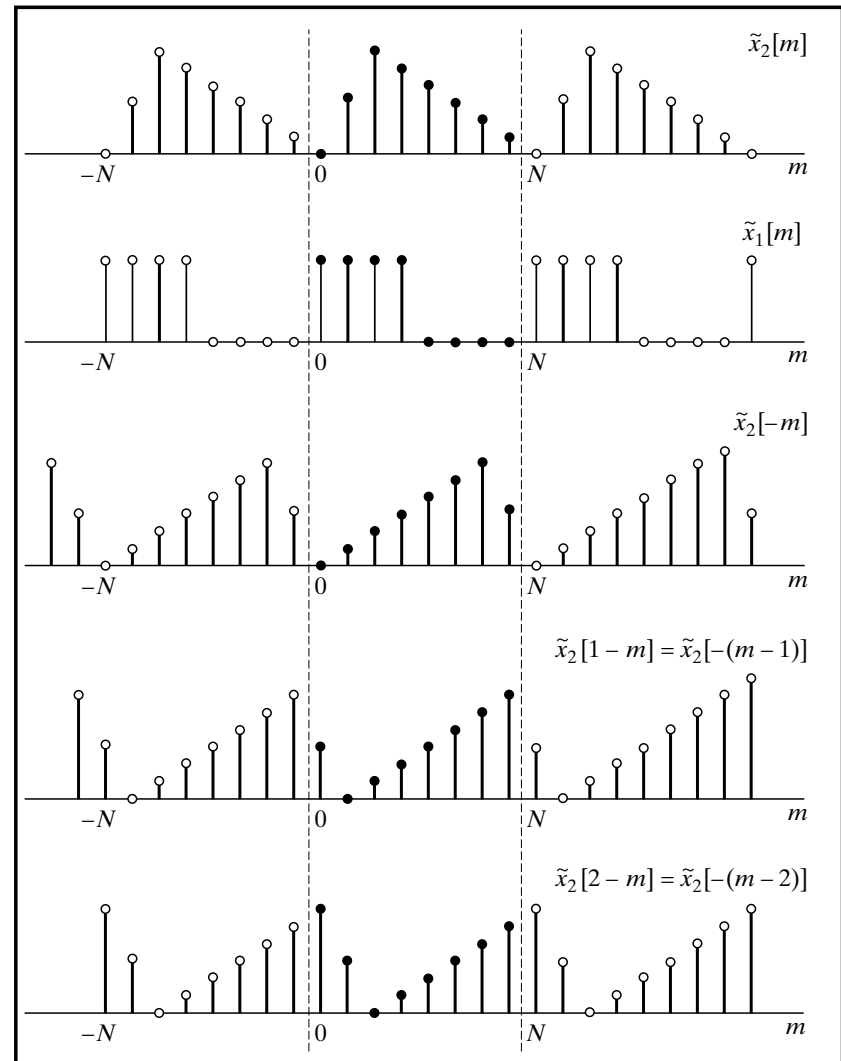 x̃₂[m]
−N 0 N m
x̃₁[m]
−N 0 N m
x̃₂[−m]
−N 0 N m
x̃₂[1 − m] = x̃₂[−(m − 1)]
−N 0 N m
x̃₂[2 − m] = x̃₂[−(m − 2)]
−N 0 N m